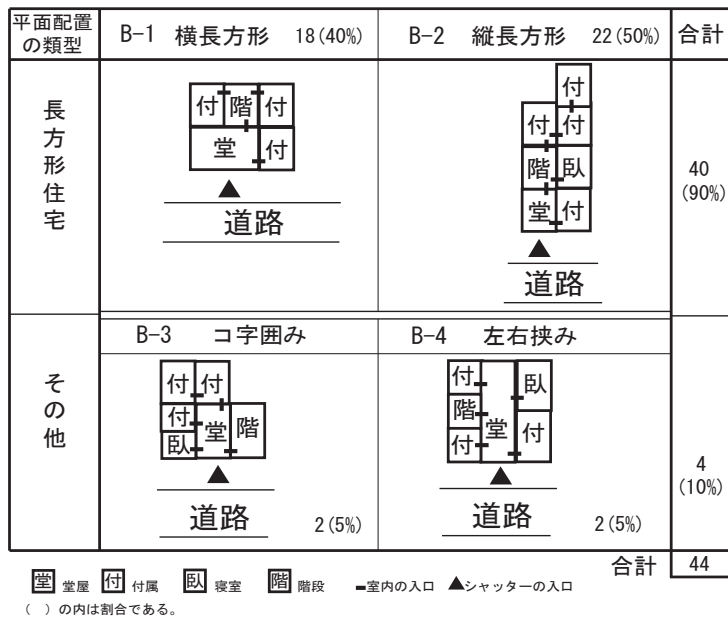 平面配置の類型
B-1 横長方形 18(40%)
B-2 縦長方形 22(50%)
合計
長方形住宅
付 階 付
堂 付
道路
付
付 付
階 臥
堂 付
道路
40
(90%)
その他
B-3 コ字囲み
付 付
付 堂 階
臥
道路
2(5%)
B-4 左右挟み
付 臥
階 堂
付 付
道路
2(5%)
4
(10%)
合計 44
堂 堂屋 付 付属 臥 寝室 階 階段 室内の入口 ▲シャッターの入口
( )の内は割合である。